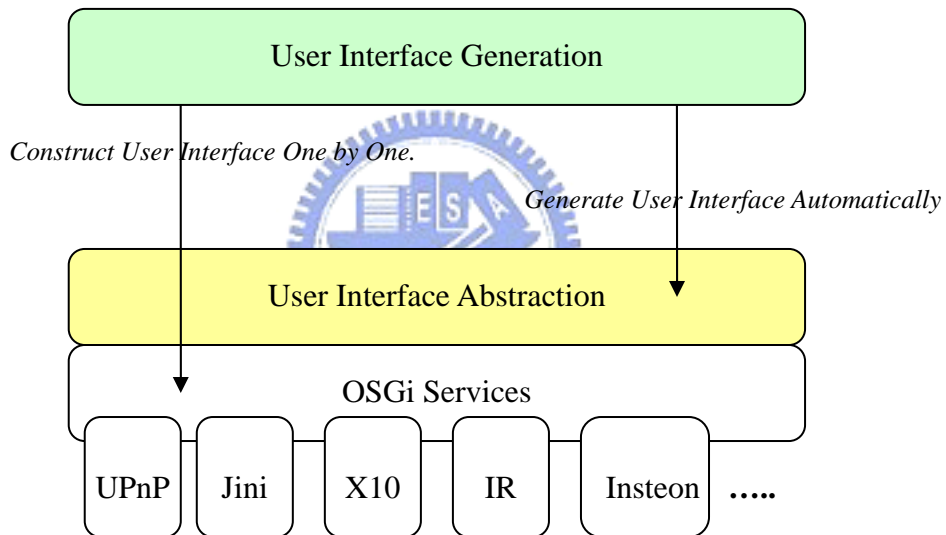 User Interface Generation
Construct User Interface One by One.
ESA
Generate User Interface Automatically
User Interface Abstraction
OSGi Services
UPnP
Jini
X10
IR
Insteon
.....